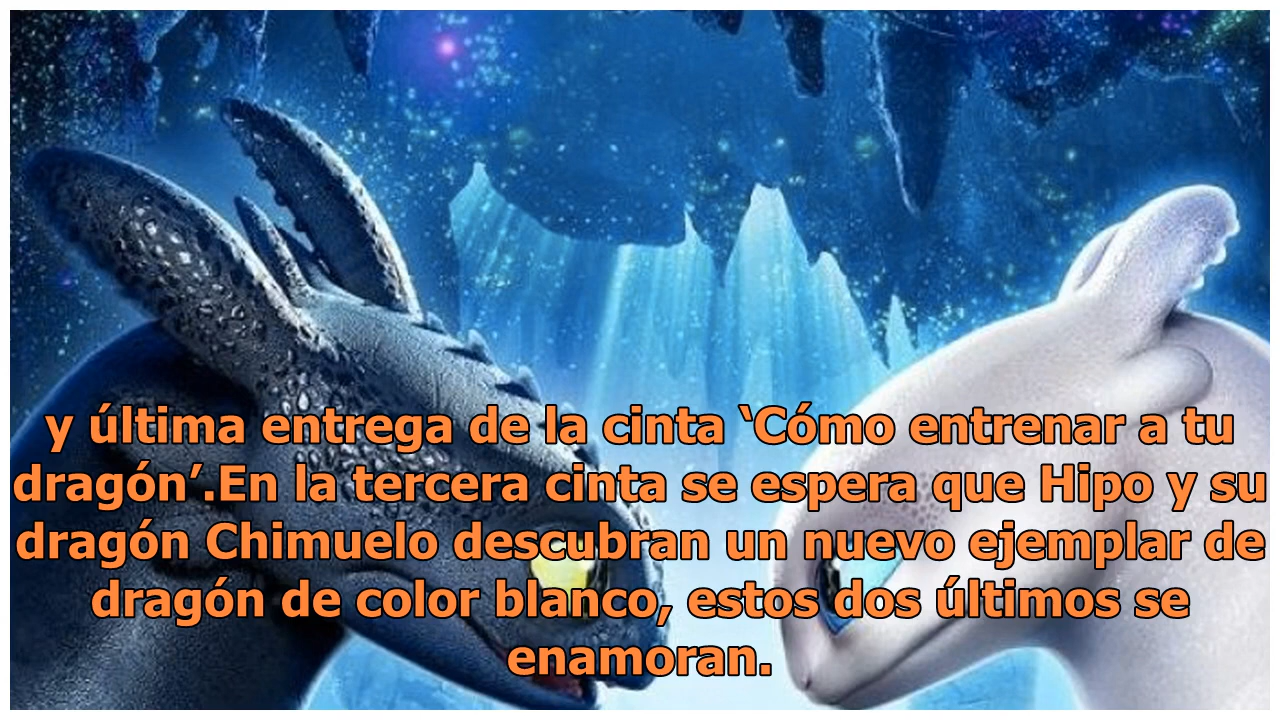 y última entrega de la cinta ‘Cómo entrenar a tu
dragón’.En la tercera cinta se espera que Hipo y su
dragón Chimuelo descubran un nuevo ejemplar de
dragón de color blanco, estos dos últimos se
enamoran.